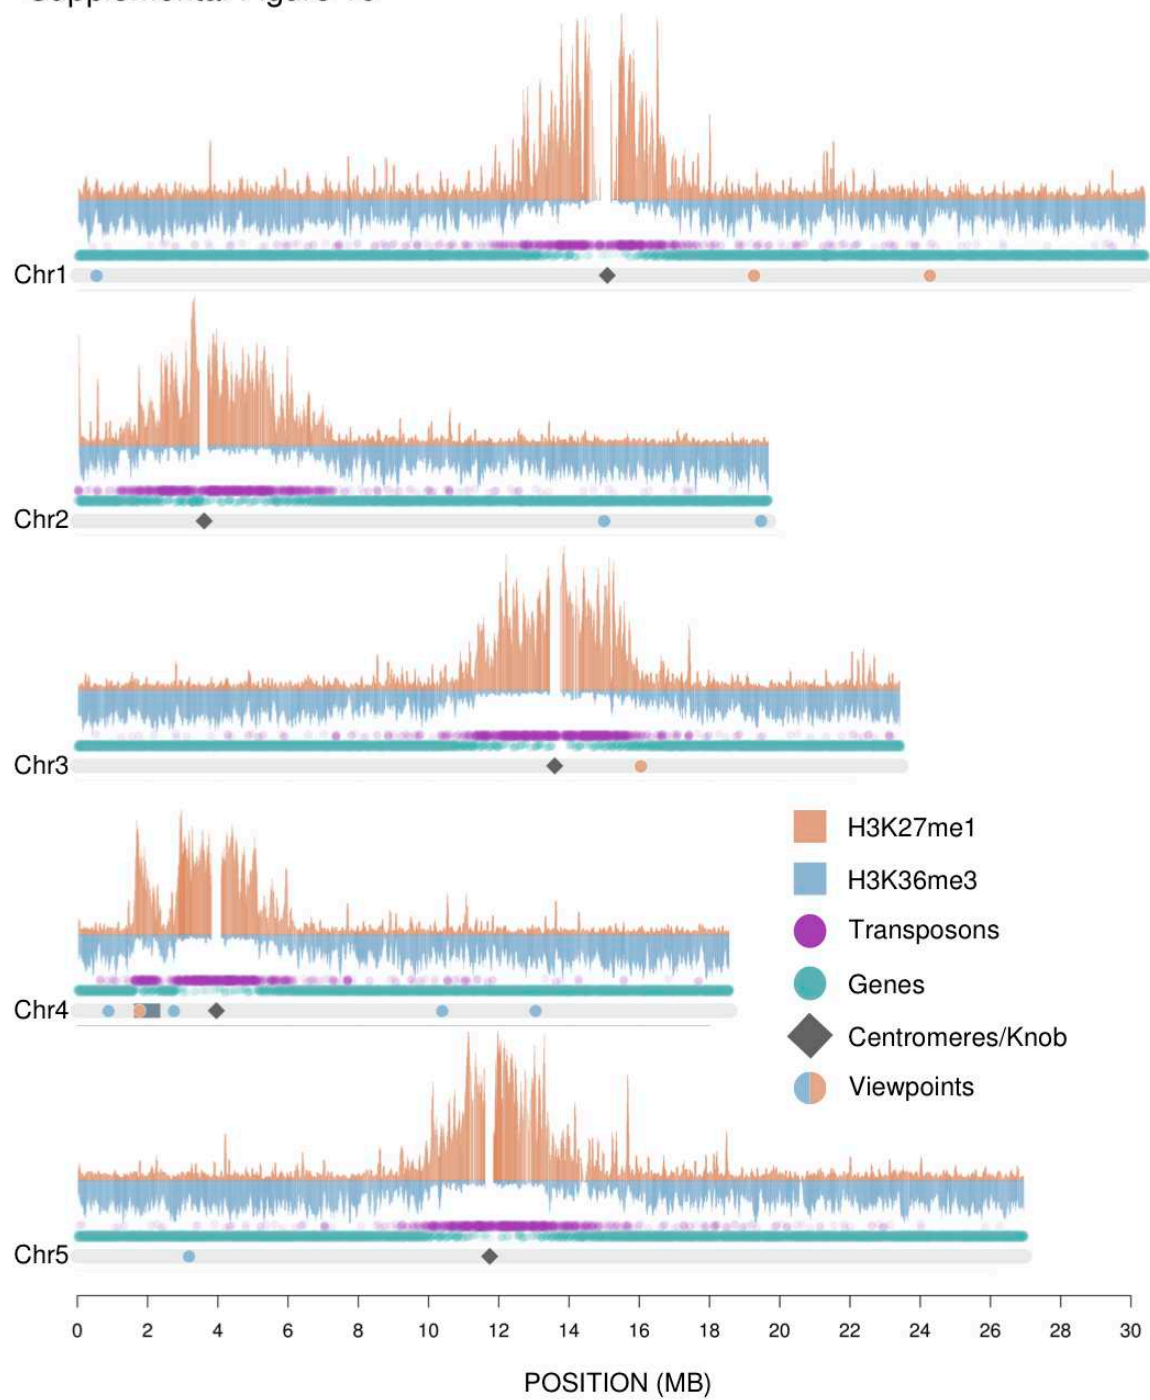 Chr1
Chr2
Chr3
H3K27me1
H3K36me3
Transposons
Genes
Chr4
Centromeres/Knob
Viewpoints
Chr5
0 2 4 6 8 10 12 14 16 18 20 22 24 26 28 30
POSITION (MB)